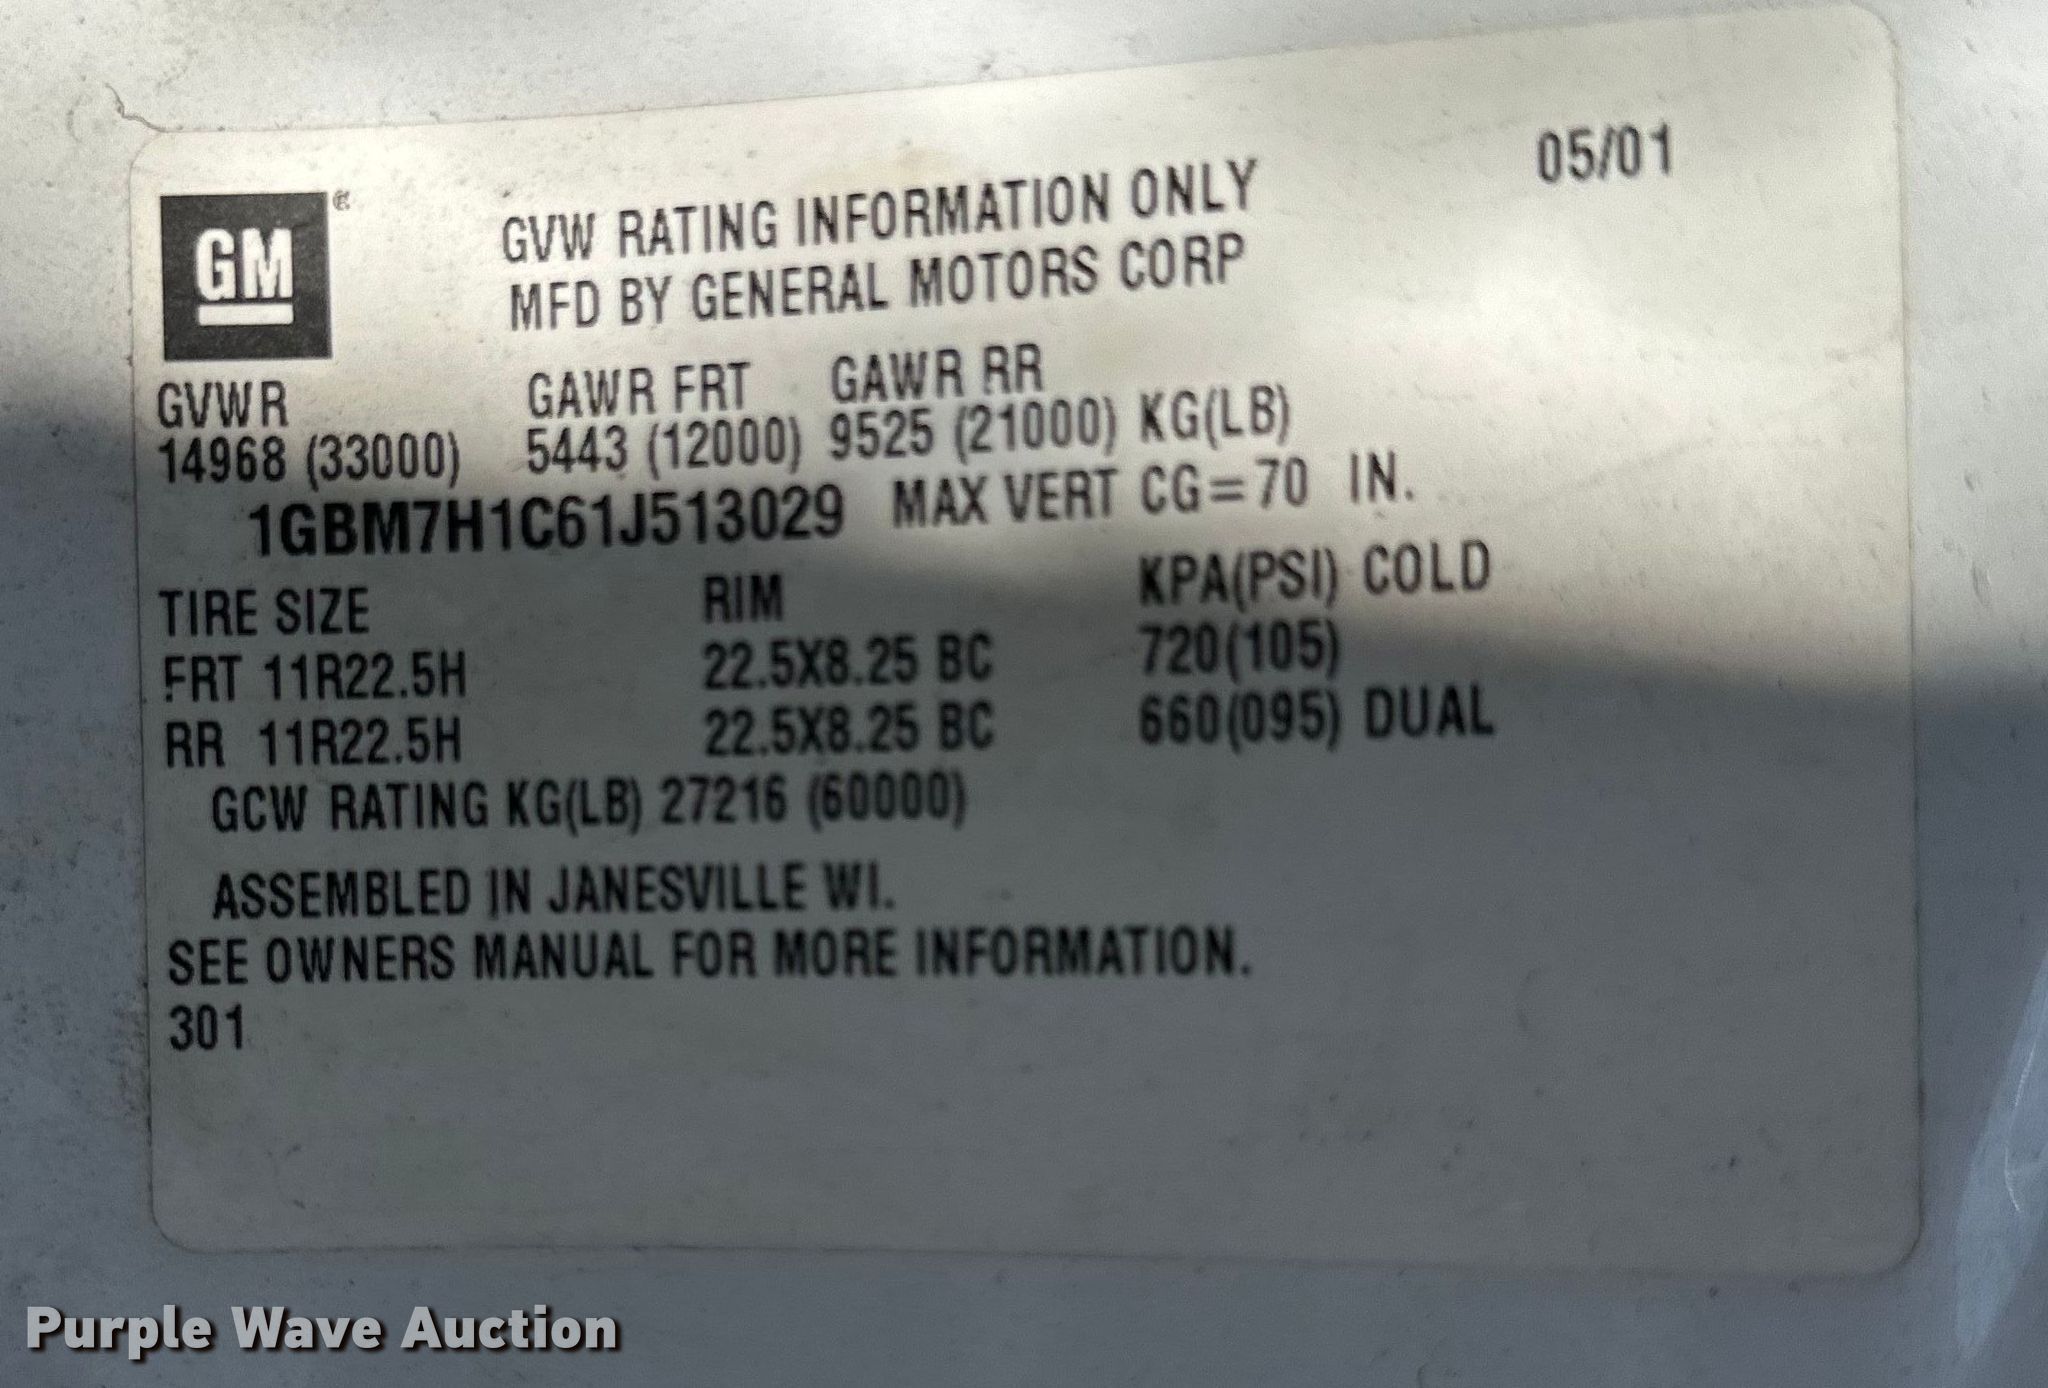 05/01
GM
GVW RATING INFORMATION ONLY
MFD BY GENERAL MOTORS CORP
GVWR GAWR FRT GAWR RR
14968 (33000) 5443 (12000) 9525 (21000) KG(LB)
1GBM7H1C61J513029 MAX VERT CG=70 IN.
TIRE SIZE RIM KPA(PSI) COLD
FRT 11R22.5H 22.5X8.25 BC 720(105)
RR 11R22.5H 22.5X8.25 BC 660(095) DUAL
GCW RATING KG(LB) 27216 (60000)
ASSEMBLED IN JANESVILLE WI.
SEE OWNERS MANUAL FOR MORE INFORMATION.
301
Purple Wave Auction